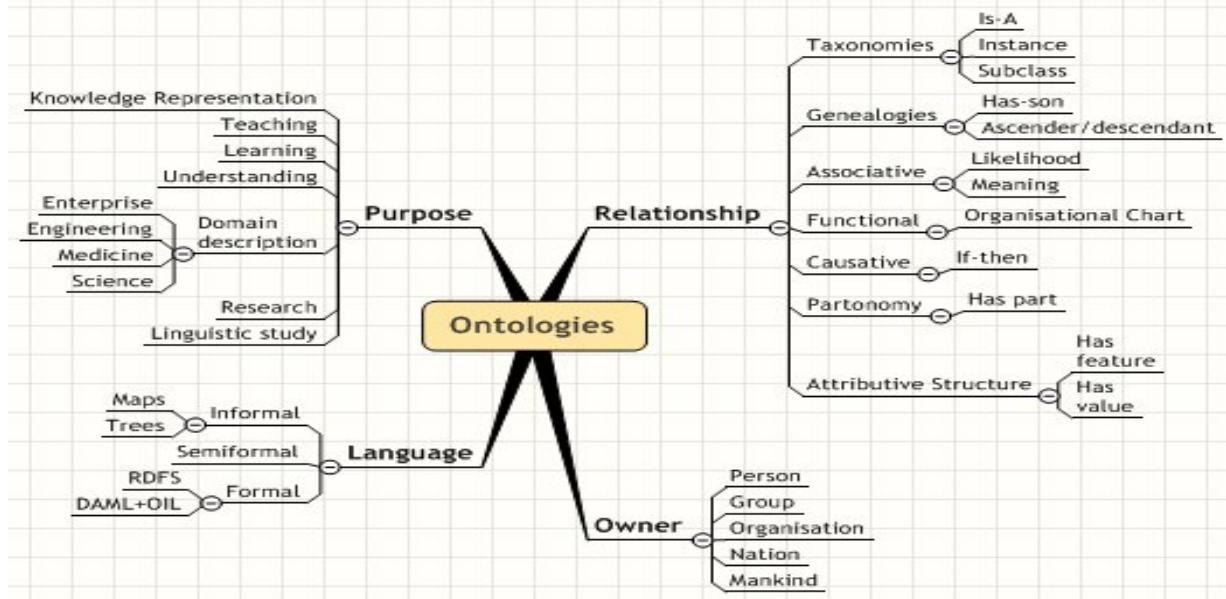 Ontologies
Purpose
Knowledge Representation
Teaching
Learning
Understanding
Domain
description
Enterprise
Engineering
Medicine
Science
Research
Linguistic study
Language
Informal
Maps
Trees
Semiformal
Formal
RDFS
DAML+OIL
Relationship
Taxonomies
Is-A
Instance
Subclass
Genealogies
Has-son
Ascender/descendant
Associative
Likelihood
Meaning
Functional
Organisational Chart
Causative
If-then
Partonomy
Has part
Attributive Structure
Has
feature
Has
value
Owner
Person
Group
Organisation
Nation
Mankind